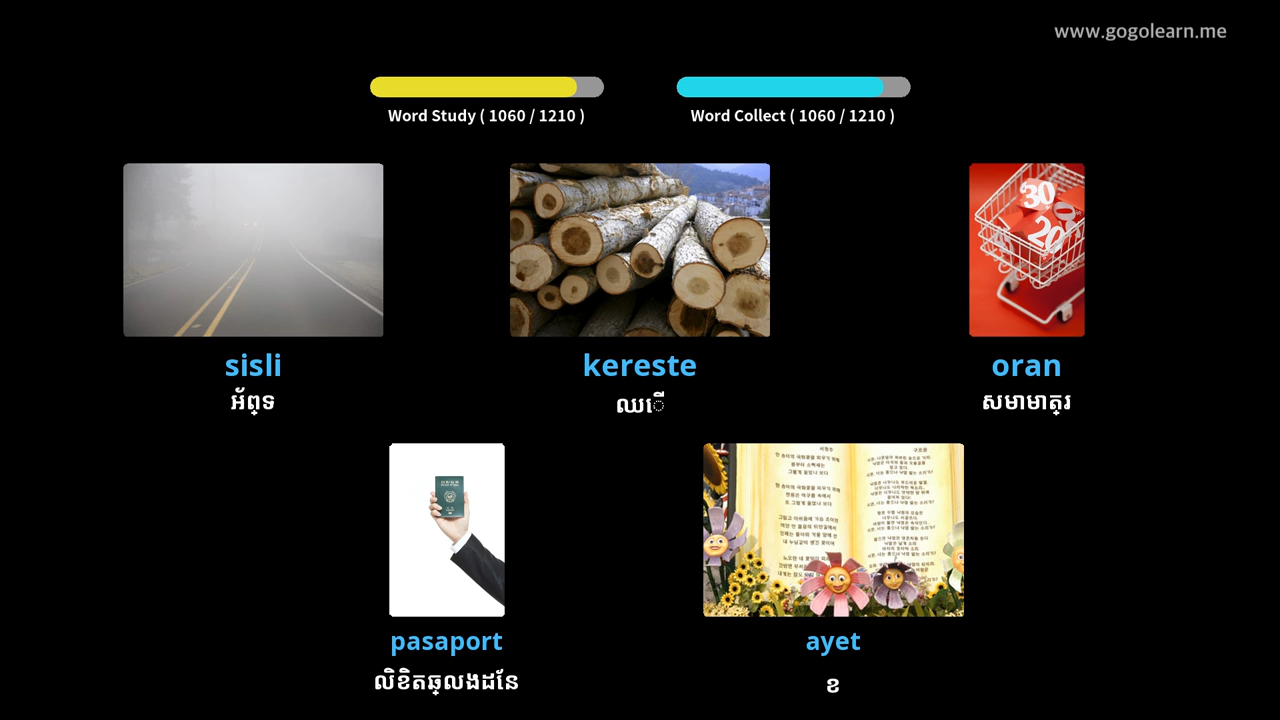 www.gogolearn.me
Word Study ( 1060 / 1210 )
Word Collect ( 1060 / 1210 )
30
20
sisli
kereste
oran
អ័ព្ទ
ឈើ
សមាមាត្រ
pasaport
ayet
លិខិតឆ្លងដែន
ខ